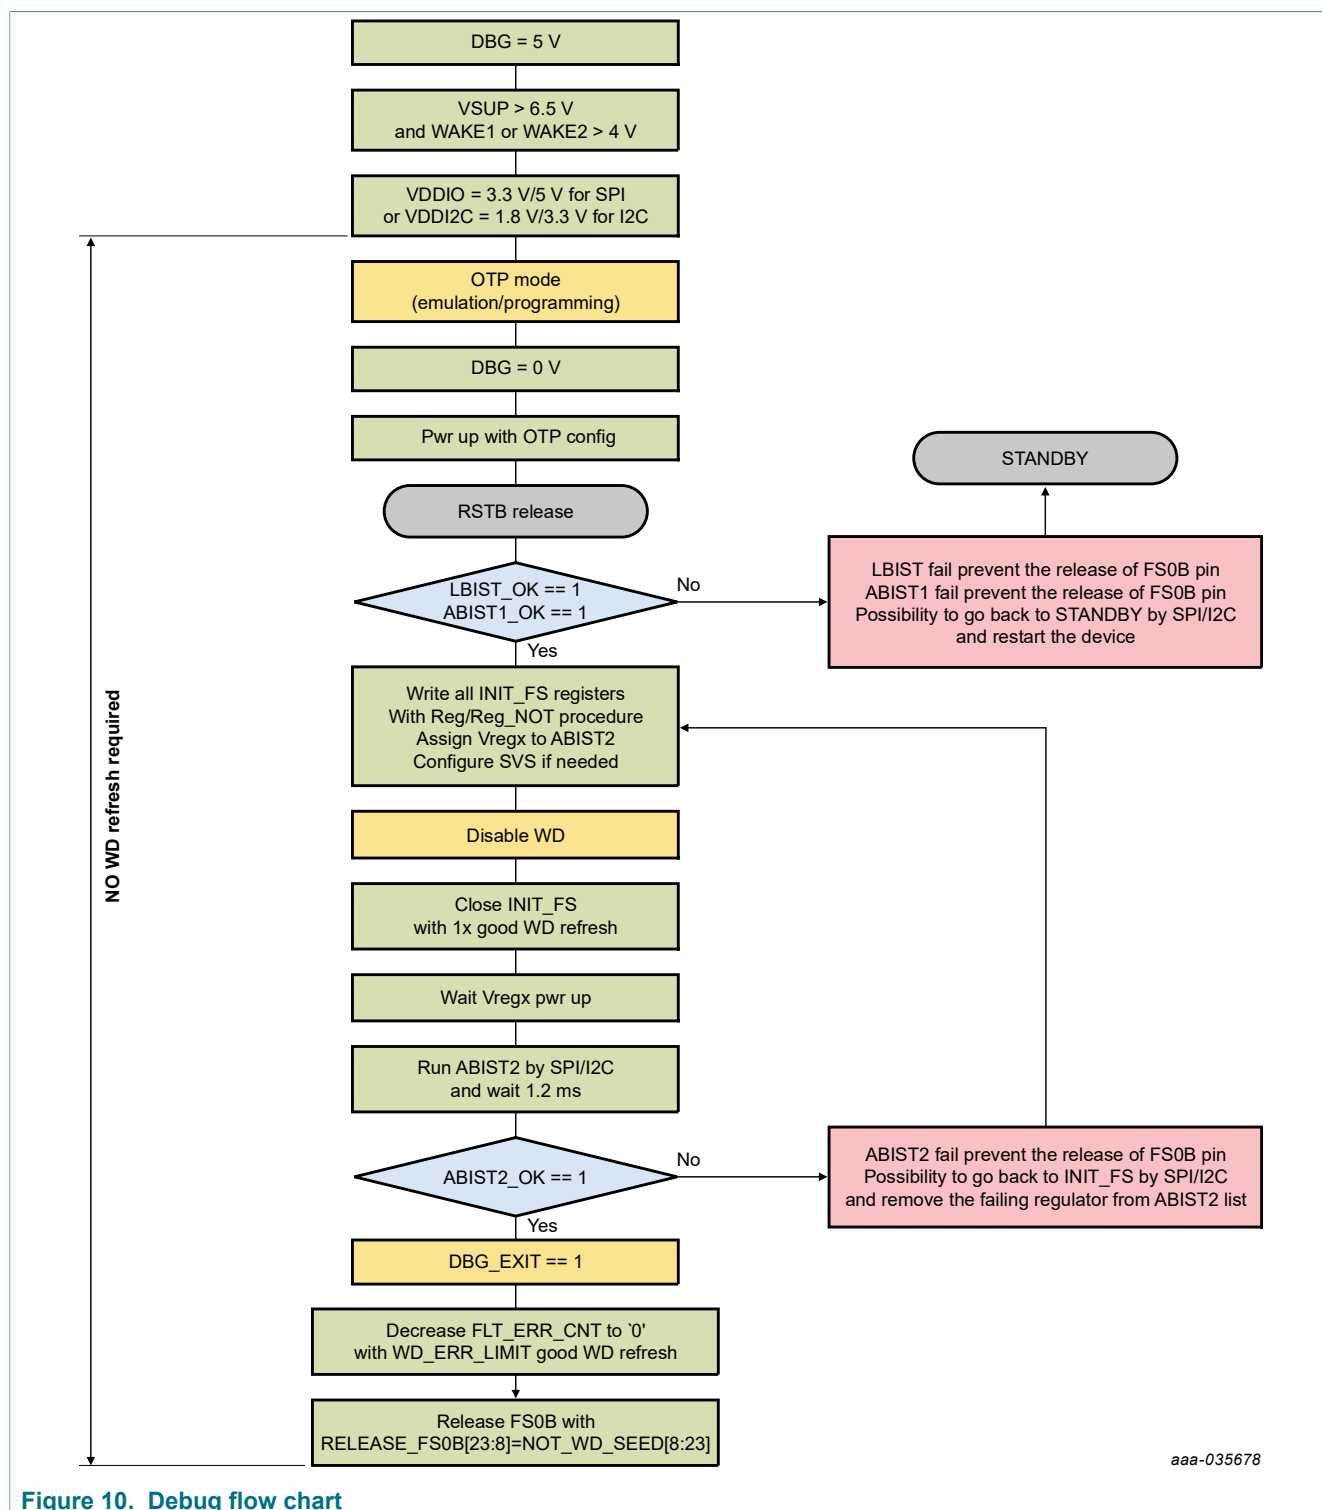 DBG = 5 V
VSUP > 6.5 V
and WAKE1 or WAKE2 > 4 V
VDDIO = 3.3 V/5 V for SPI
or VDDI2C = 1.8 V/3.3 V for I2C
OTP mode
(emulation/programming)
DBG = 0 V
Pwr up with OTP config
STANDBY
RSTB release
LBIST_OK == 1
ABIST1_OK == 1
No
LBIST fail prevent the release of FS0B pin
ABIST1 fail prevent the release of FS0B pin
Possibility to go back to STANDBY by SPI/I2C
and restart the device
Yes
Write all INIT_FS registers
With Reg/Reg_NOT procedure
Assign Vregx to ABIST2
Configure SVS if needed
NO WD refresh required
Disable WD
Close INIT_FS
with 1x good WD refresh
Wait Vregx pwr up
Run ABIST2 by SPI/I2C
and wait 1.2 ms
ABIST2_OK == 1
No
ABIST2 fail prevent the release of FS0B pin
Possibility to go back to INIT_FS by SPI/I2C
and remove the failing regulator from ABIST2 list
Yes
DBG_EXIT == 1
Decrease FLT_ERR_CNT to `0'
with WD_ERR_LIMIT good WD refresh
Release FS0B with
RELEASE_FS0B[23:8]=NOT_WD_SEED[8:23]
aaa-035678
Figure 10. Debug flow chart